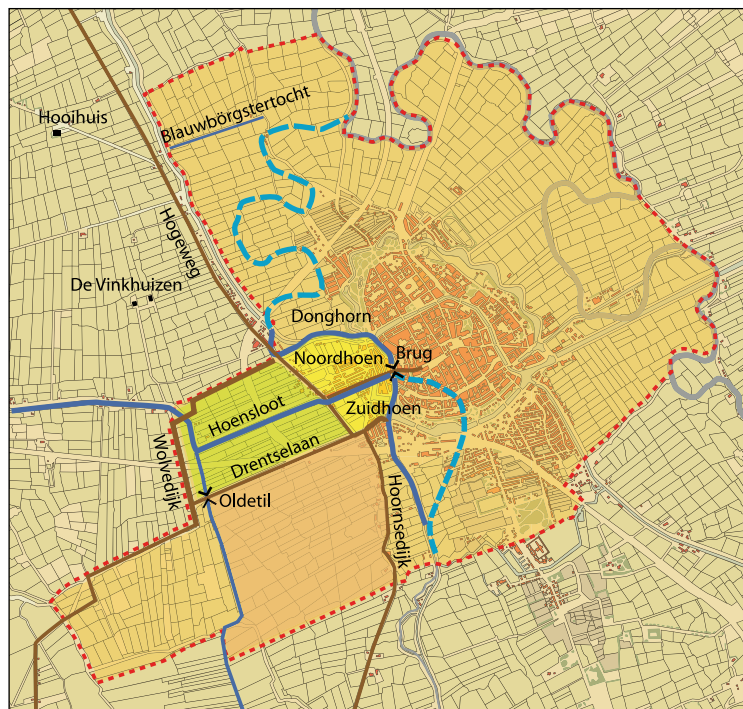 Hooihuis
Blauwbörgstertocht
Hogeweg
De Vinkhuizen
Donghorn
Noordhoen
Brug
Zuidhoen
Hoensloot
Wolvedijk
Drentselaan
Oldetil
Hoornsedijk